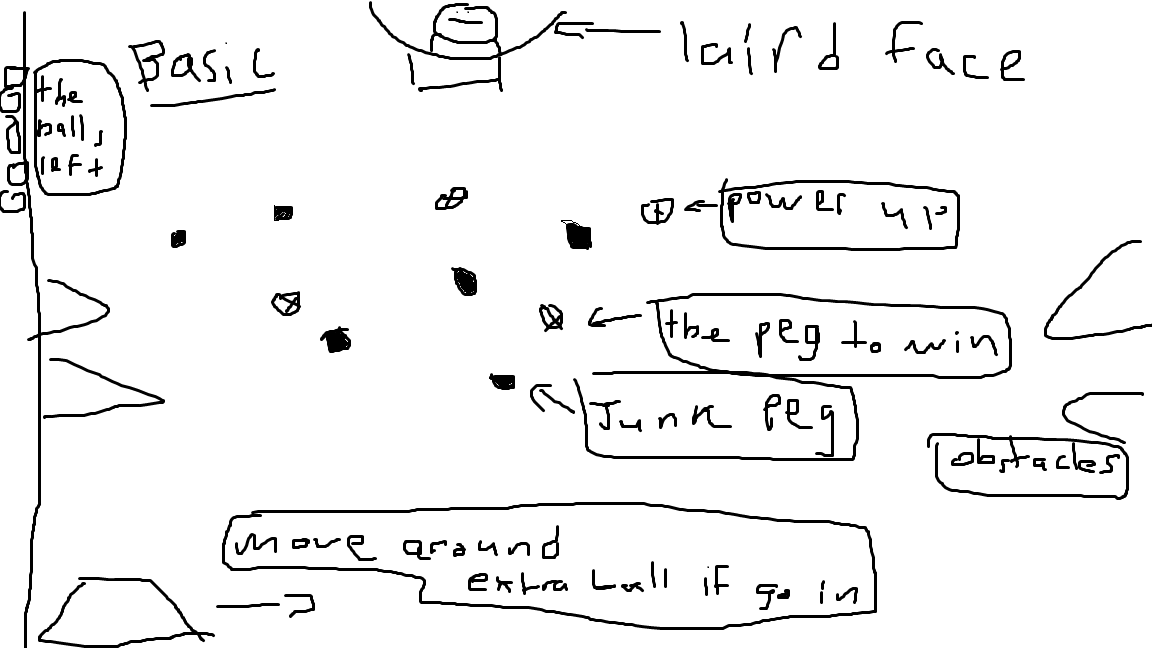 Basic
laird face
the
balls
left
power up
the peg to win
Junk peg
obstacles
move around
extra ball if go in